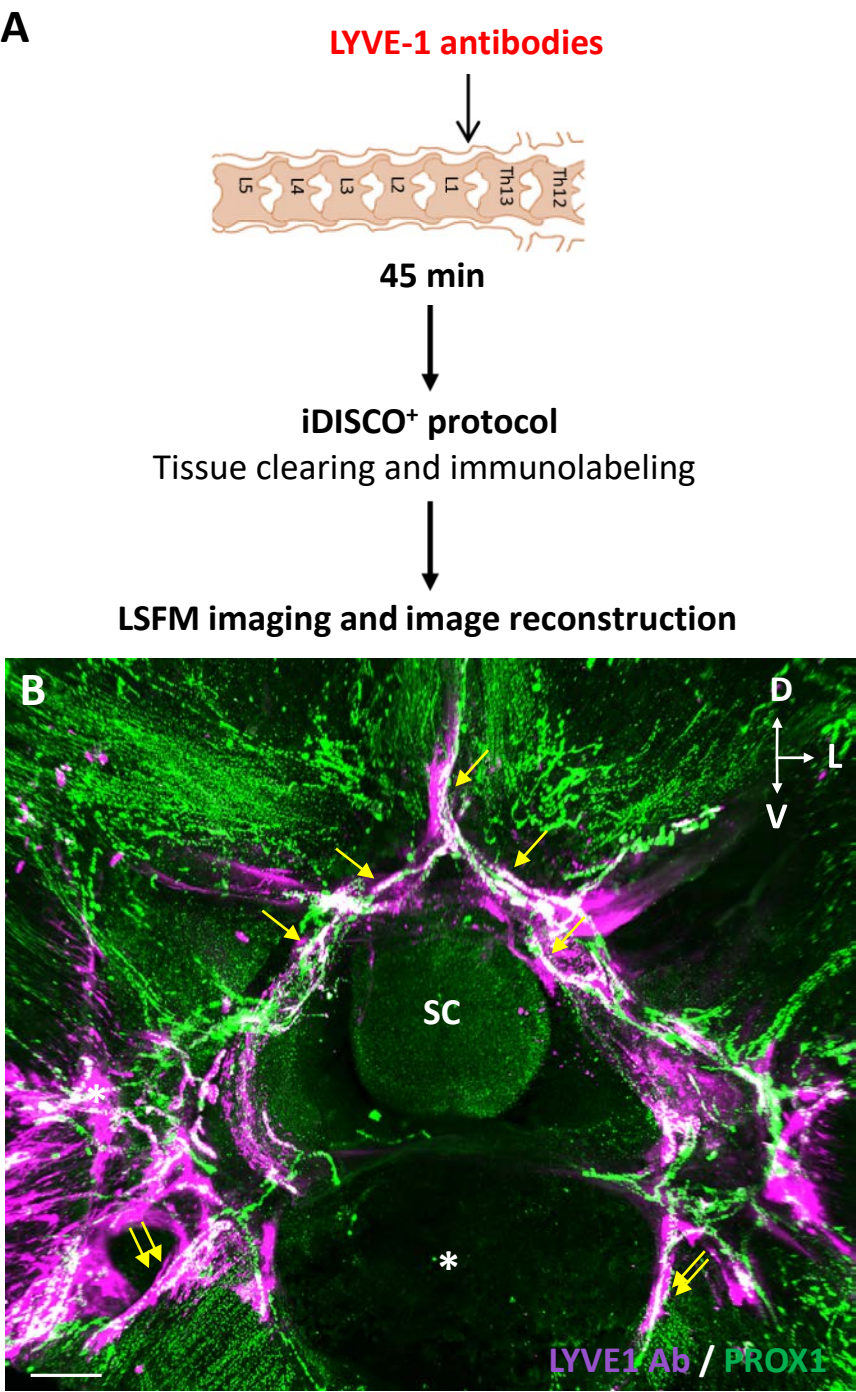 A
LYVE-1 antibodies
L5 L4 L3 L2 L1 Th13 Th12
45 min
iDISCO⁺ protocol
Tissue clearing and immunolabeling
LSFM imaging and image reconstruction
B
D
L
V
SC
*
*
LYVE1 Ab / PROX1